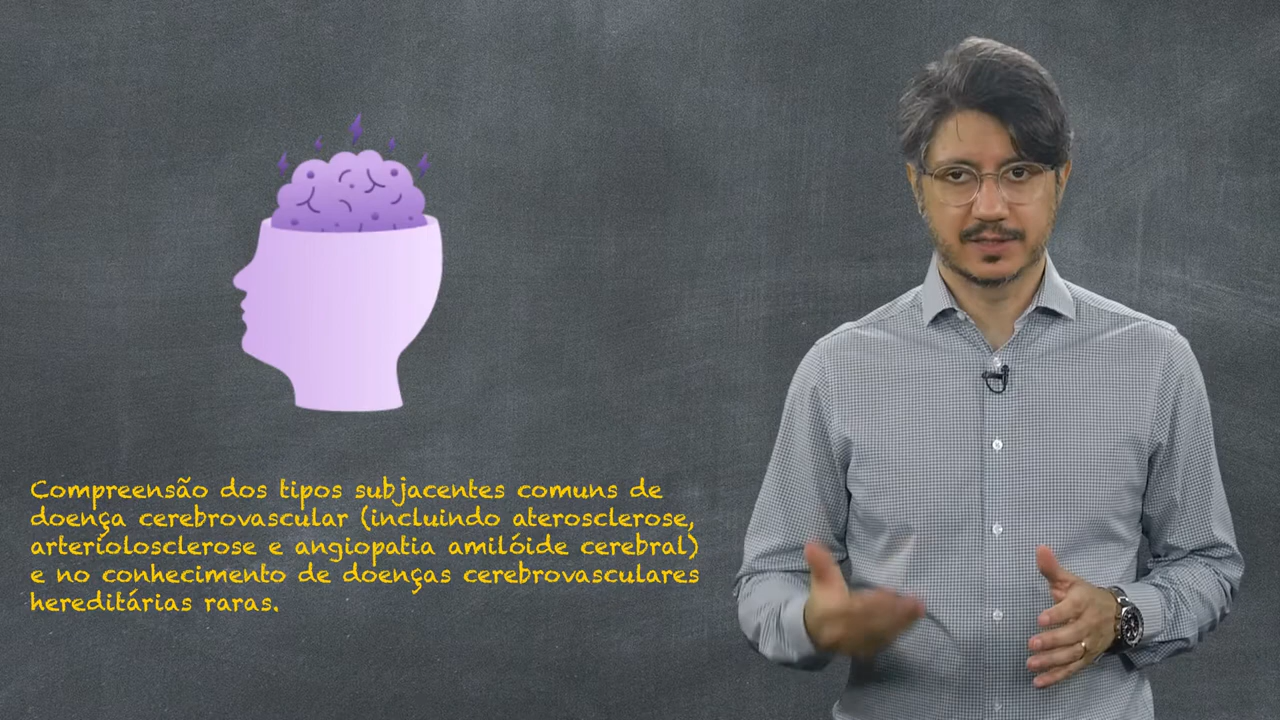 Compreensão dos tipos subjacentes comuns de
doença cerebrovascular (incluindo aterosclerose,
arteriolosclerose e angiopatia amilóide cerebral)
e no conhecimento de doenças cerebrovasculares
hereditárias raras.